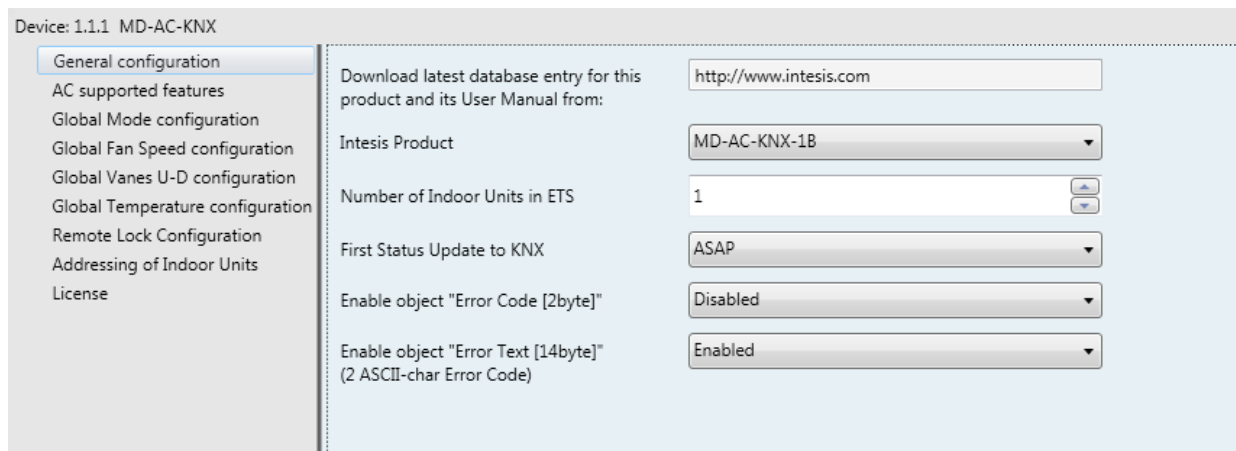 Device: 1.1.1 MD-AC-KNX
General configuration
AC supported features
Global Mode configuration
Global Fan Speed configuration
Global Vanes U-D configuration
Global Temperature configuration
Remote Lock Configuration
Addressing of Indoor Units
License
Download latest database entry for this
product and its User Manual from:
http://www.intesis.com
Intesis Product
MD-AC-KNX-1B
Number of Indoor Units in ETS
1
First Status Update to KNX
ASAP
Enable object "Error Code [2byte]"
Disabled
Enable object "Error Text [14byte]"
(2 ASCII-char Error Code)
Enabled